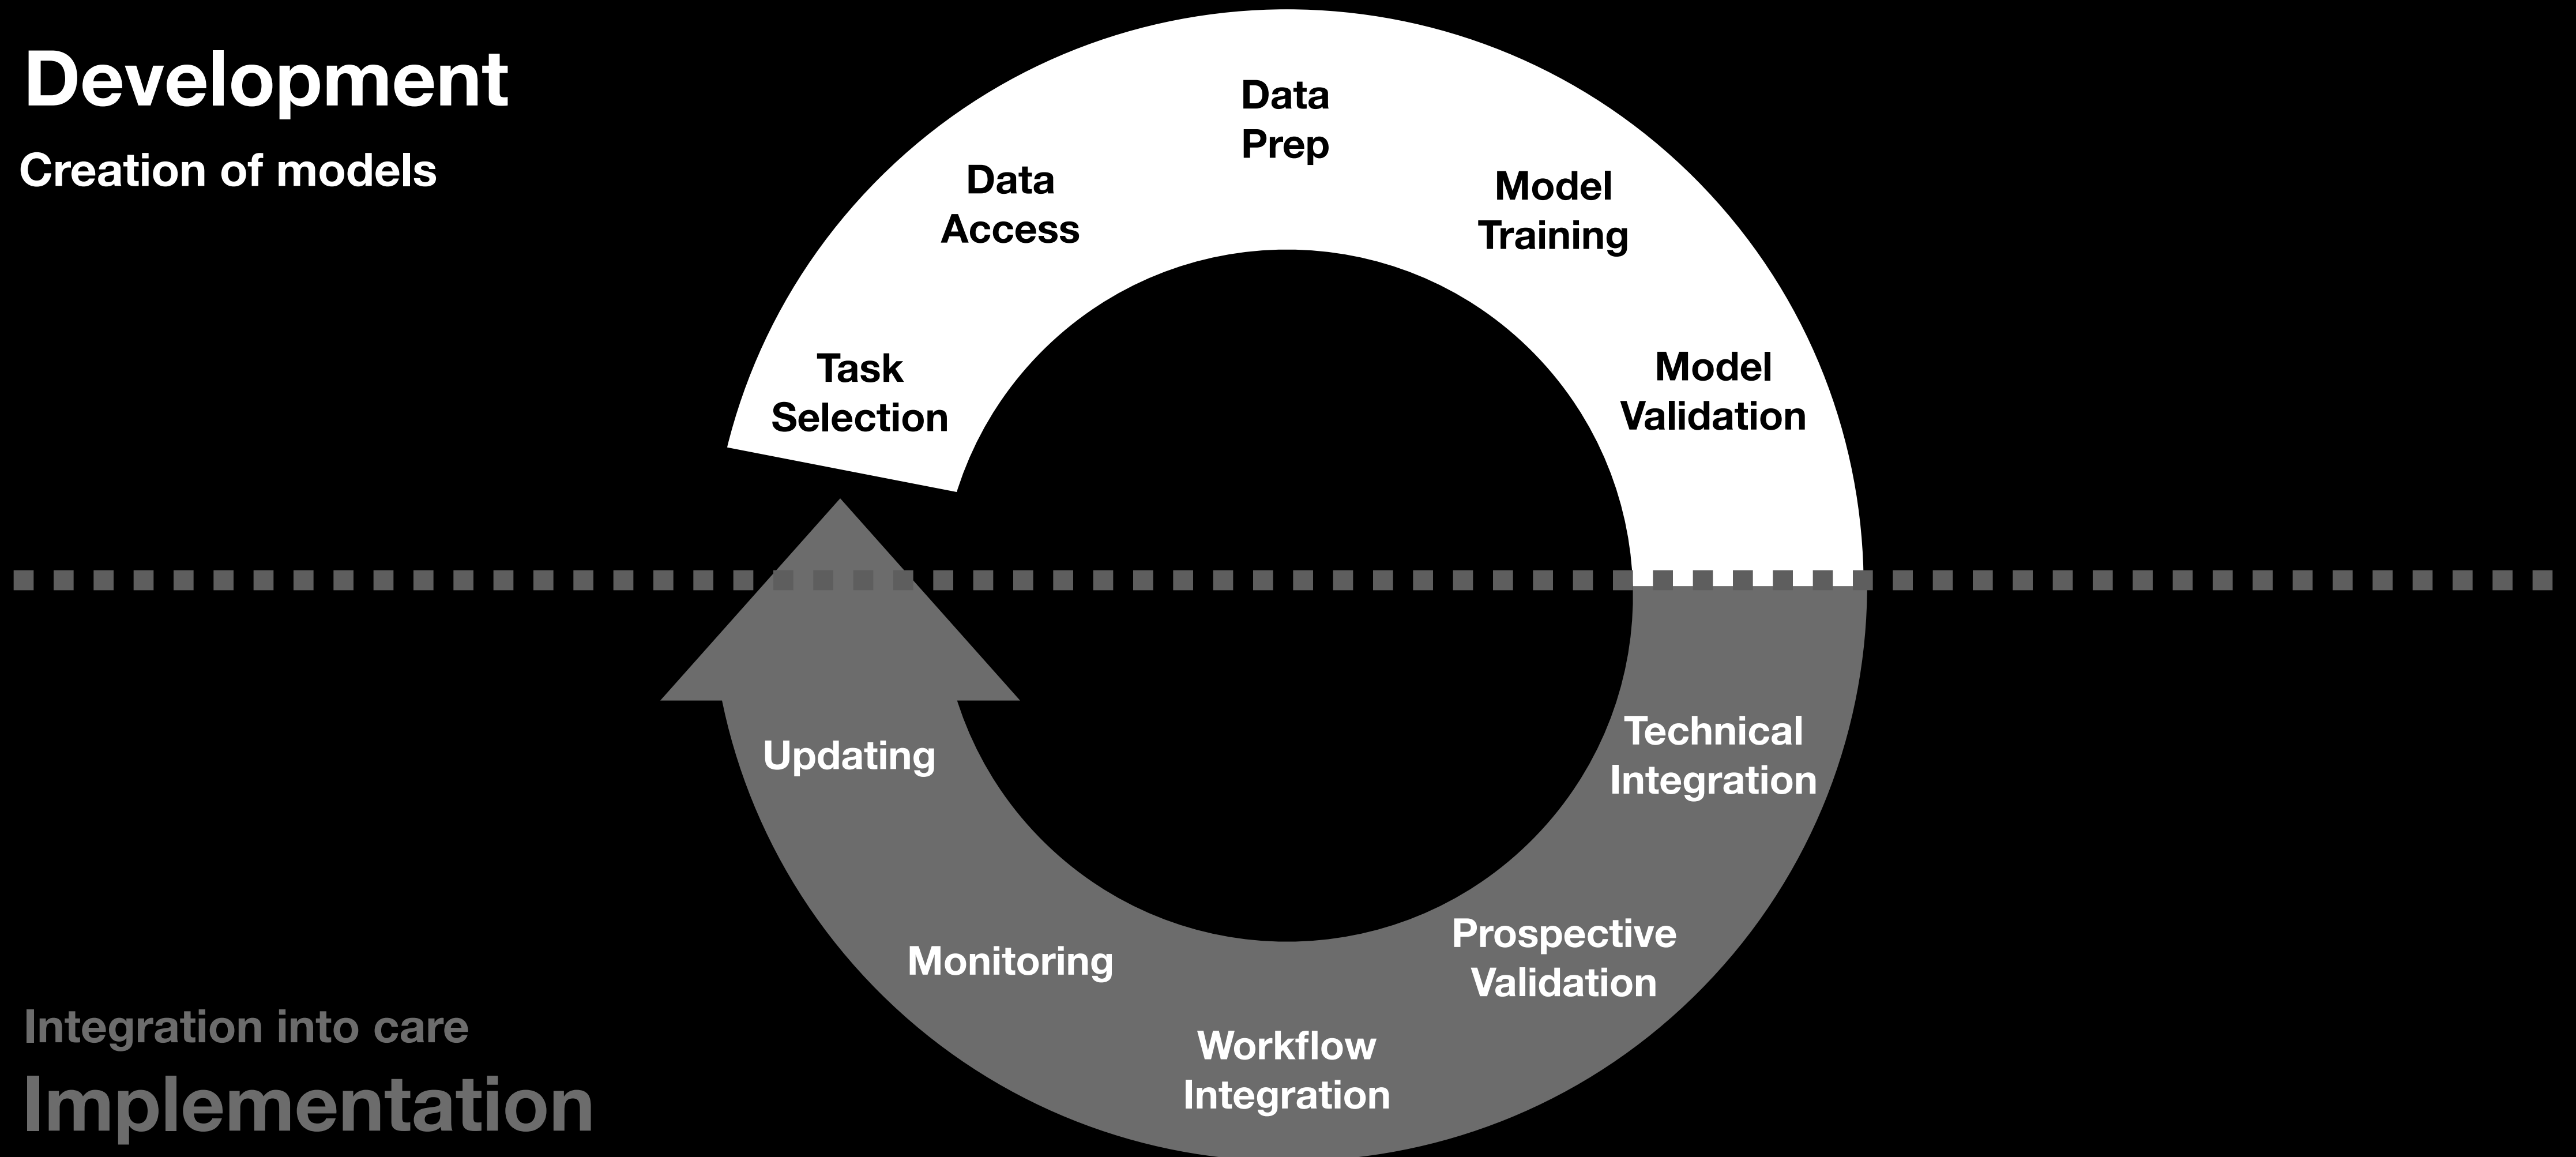 Development
Creation of models
Data
Prep
Data
Access
Model
Training
Task
Selection
Model
Validation
Technical
Integration
Updating
Prospective
Validation
Monitoring
Workflow
Integration
Integration into care
Implementation